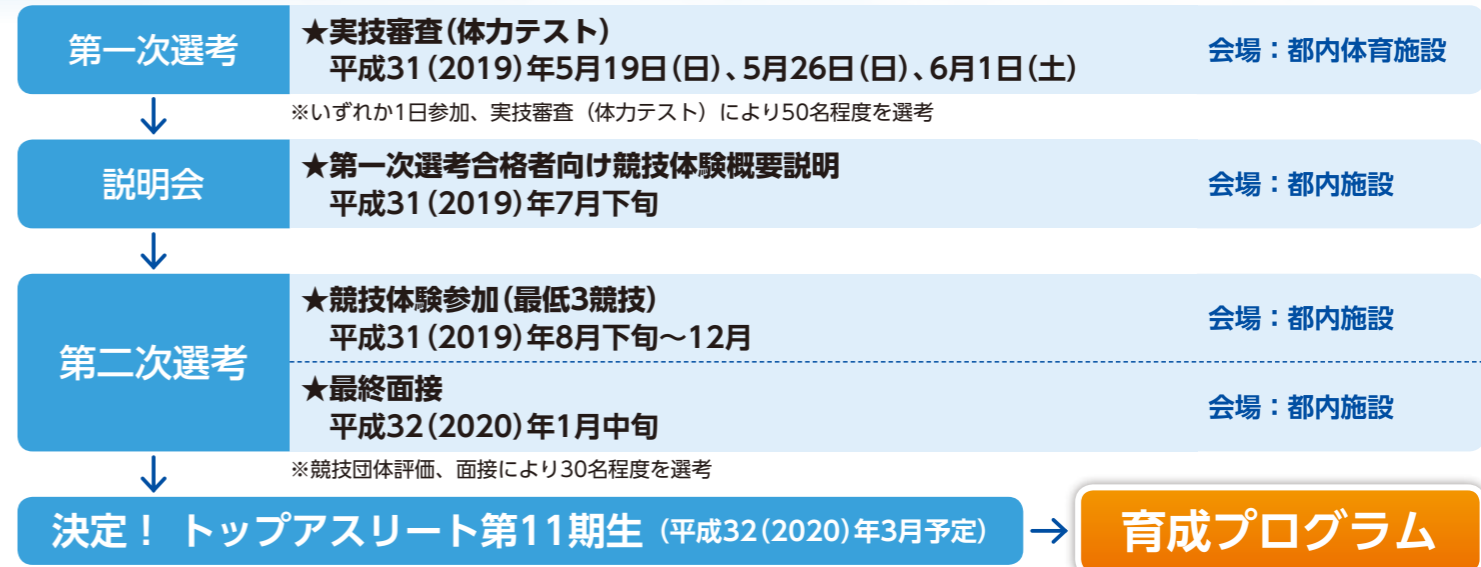 第一次選考
★実技審査(体力テスト)
平成31(2019)年5月19日(日)、5月26日(日)、6月1日(土)
会場：都内体育施設
↓
※いずれか1日参加、実技審査（体力テスト）により50名程度を選考
説明会
★第一次選考合格者向け競技体験概要説明
平成31(2019)年7月下旬
会場：都内施設
↓
第二次選考
★競技体験参加(最低3競技)
平成31(2019)年8月下旬～12月
会場：都内施設
★最終面接
平成32(2020)年1月中旬
会場：都内施設
↓
※競技団体評価、面接により30名程度を選考
決定！ トップアスリート第11期生 (平成32(2020)年3月予定) → 育成プログラム